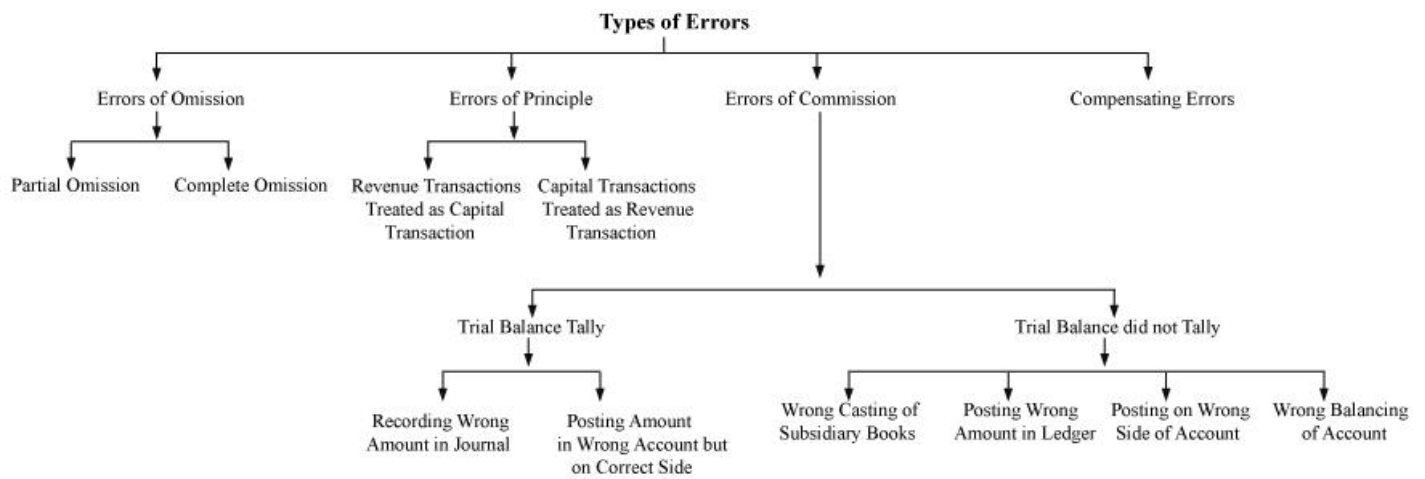 Types of Errors
Errors of Omission
Errors of Principle
Errors of Commission
Compensating Errors
Partial Omission
Complete Omission
Revenue Transactions
Treated as Capital
Transaction
Capital Transactions
Treated as Revenue
Transaction
Trial Balance Tally
Trial Balance did not Tally
Recording Wrong
Amount in Journal
Posting Amount
in Wrong Account but
on Correct Side
Wrong Casting of
Subsidiary Books
Posting Wrong
Amount in Ledger
Posting on Wrong
Side of Account
Wrong Balancing
of Account